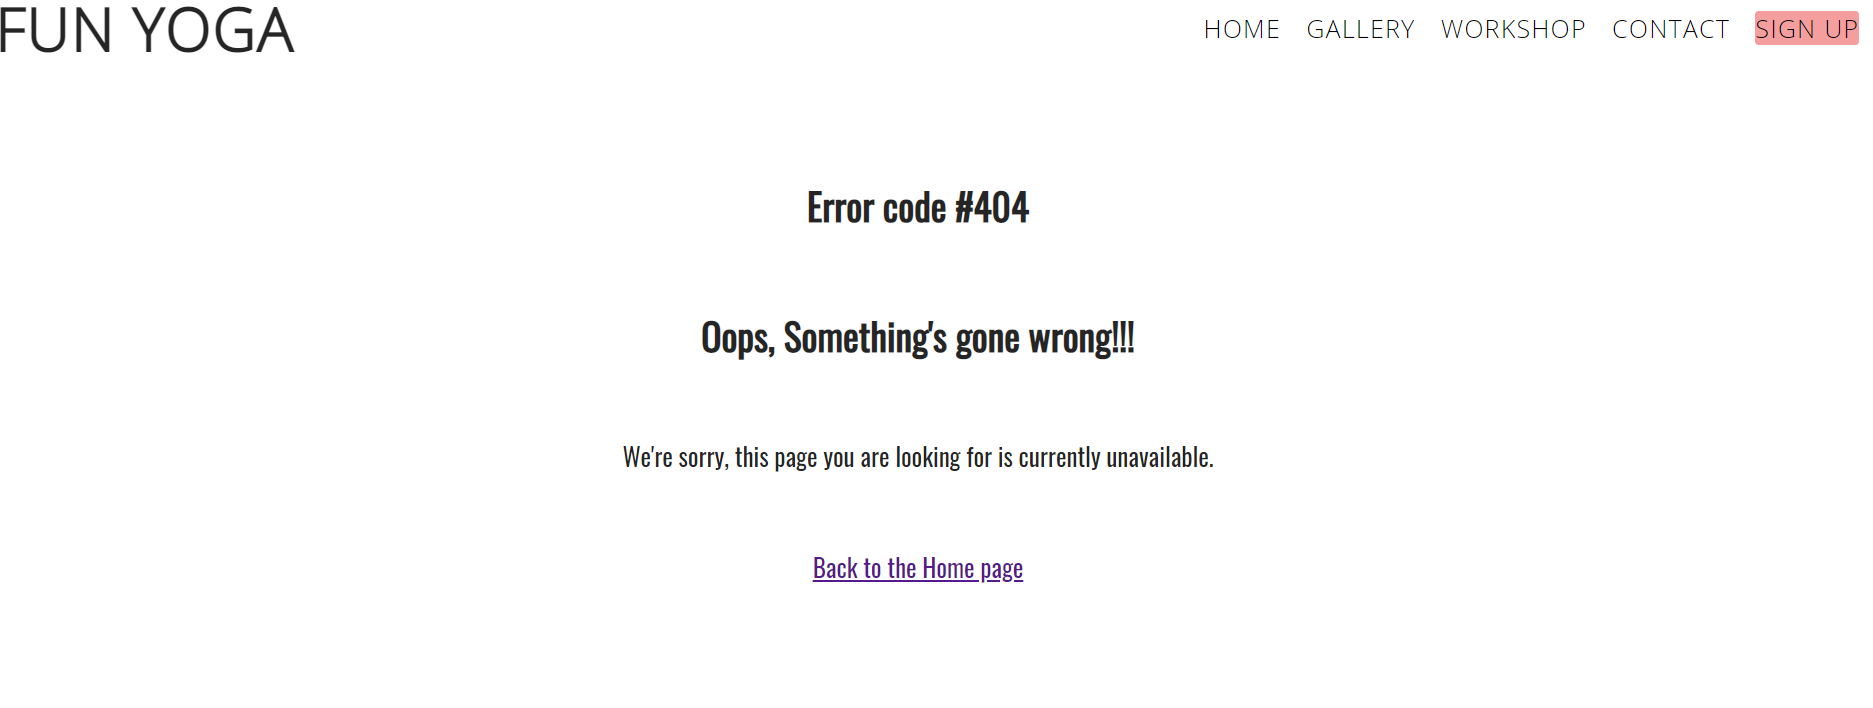 FUN YOGA
HOME GALLERY WORKSHOP CONTACT SIGN UP
Error code #404
Oops, Something's gone wrong!!!
We're sorry, this page you are looking for is currently unavailable.
Back to the Home page